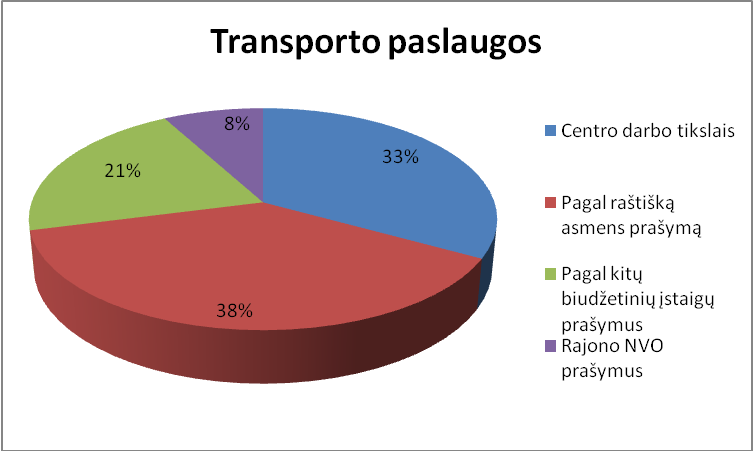 Transporto paslaugos
8%
33%
21%
38%
Centro darbo tikslais
Pagal raštišką
asmens prašymą
Pagal kitų
biudžetinių įstaigų
prašymus
Rajono NVO
prašymus